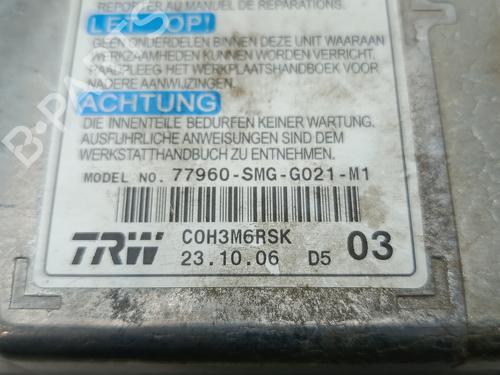 REPORTER AU MANUEL DE REPARATIONS.
LET OP!
GEEN ONDERDELEN BINNEN DEZE UNIT WAARAAN
WERKZAAMHEDEN KUNNEN WORDEN VERRICHT.
RAADPLEEG HET WERKPLAATSHANDBOEK VOOR
NADERE AANWIJZINGEN.
ACHTUNG
DIE INNENTEILE BEDURFEN KEINER WARTUNG.
AUSFUHRLICHE ANWEISUNGEN SIND DEM
WERKSTATTHANDBUCH ZU ENTNEHMEN.
MODEL NO. 77960-SMG-G021-M1
TRW C0H3M6RSK 03
23.10.06 D5
B-PARTS